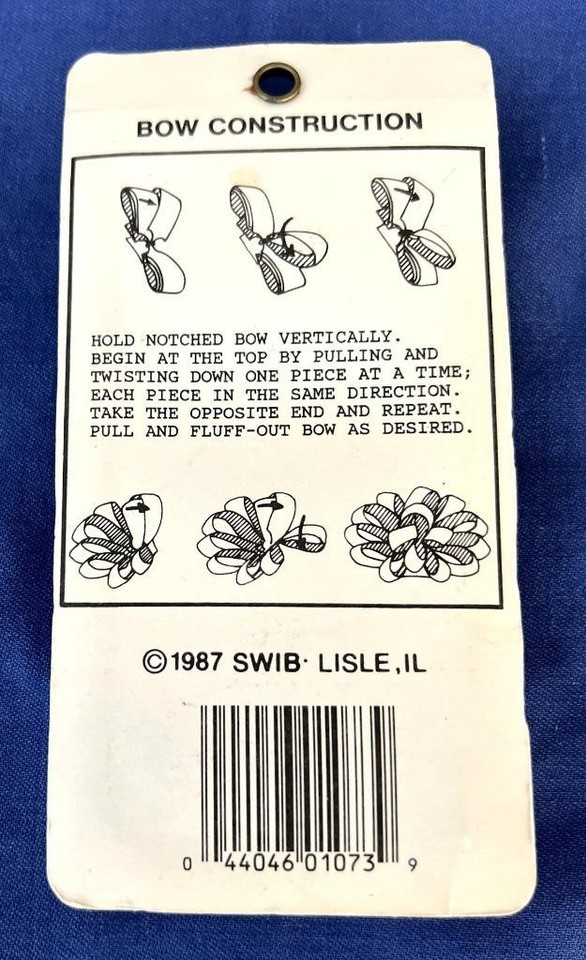 BOW CONSTRUCTION
HOLD NOTCHED BOW VERTICALLY.
BEGIN AT THE TOP BY PULLING AND
TWISTING DOWN ONE PIECE AT A TIME;
EACH PIECE IN THE SAME DIRECTION.
TAKE THE OPPOSITE END AND REPEAT.
PULL AND FLUFF-OUT BOW AS DESIRED.
©1987 SWIB· LISLE,IL
0 44046 01073 9